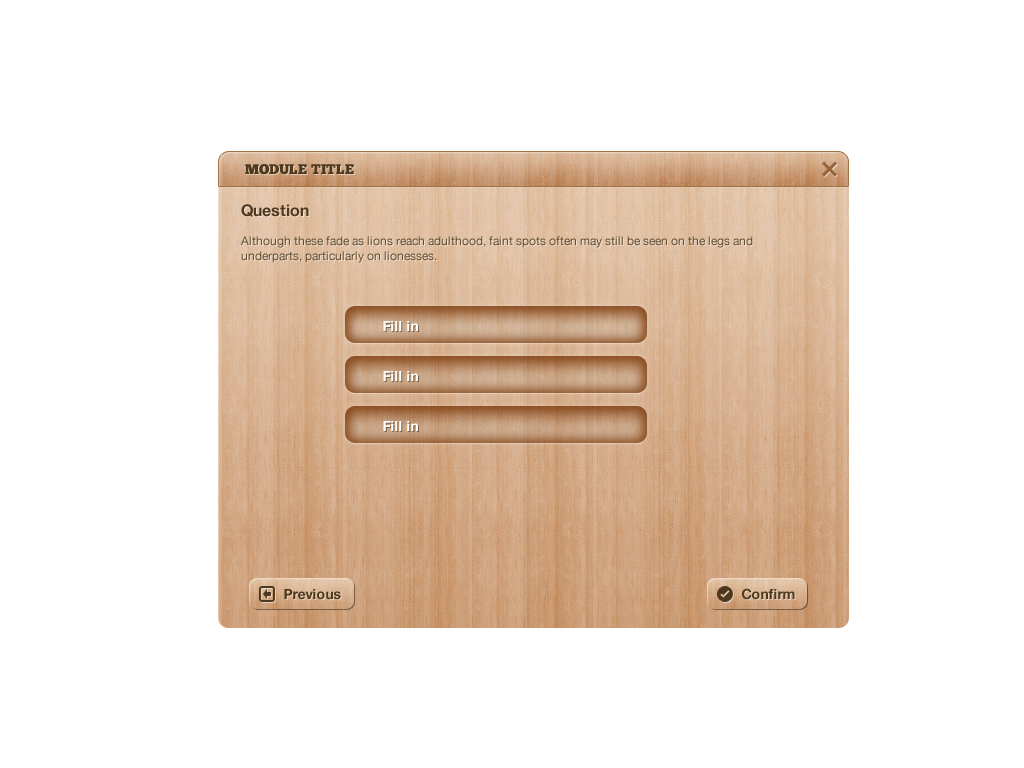 MODULE TITLE
Question
Although these fade as lions reach adulthood, faint spots often may still be seen on the legs and
underparts, particularly on lionesses.
Fill in
Fill in
Fill in
Previous
Confirm